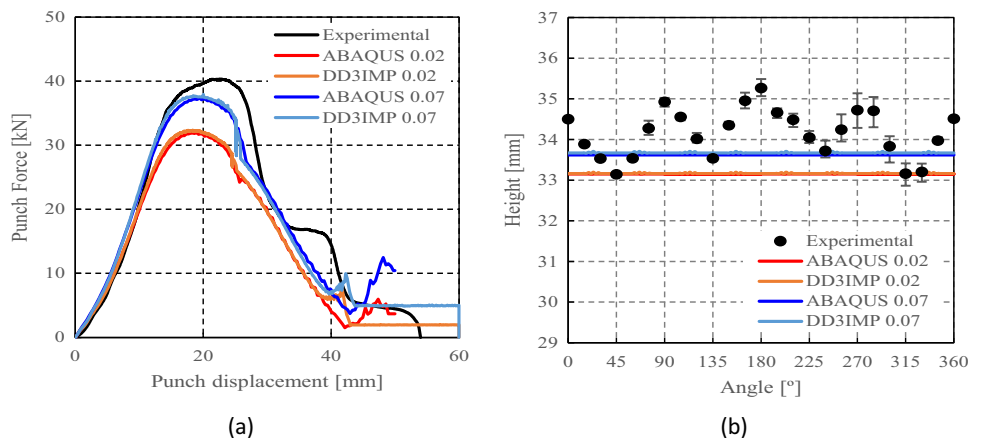 50
40
30
20
10
0
0 20 40 60
Punch Force [kN]
Punch displacement [mm]
Experimental
ABAQUS 0.02
DD3IMP 0.02
ABAQUS 0.07
DD3IMP 0.07
(a)
37
36
35
34
33
32
31
30
29
0 45 90 135 180 225 270 315 360
Height [mm]
Angle [º]
Experimental
ABAQUS 0.02
DD3IMP 0.02
ABAQUS 0.07
DD3IMP 0.07
(b)